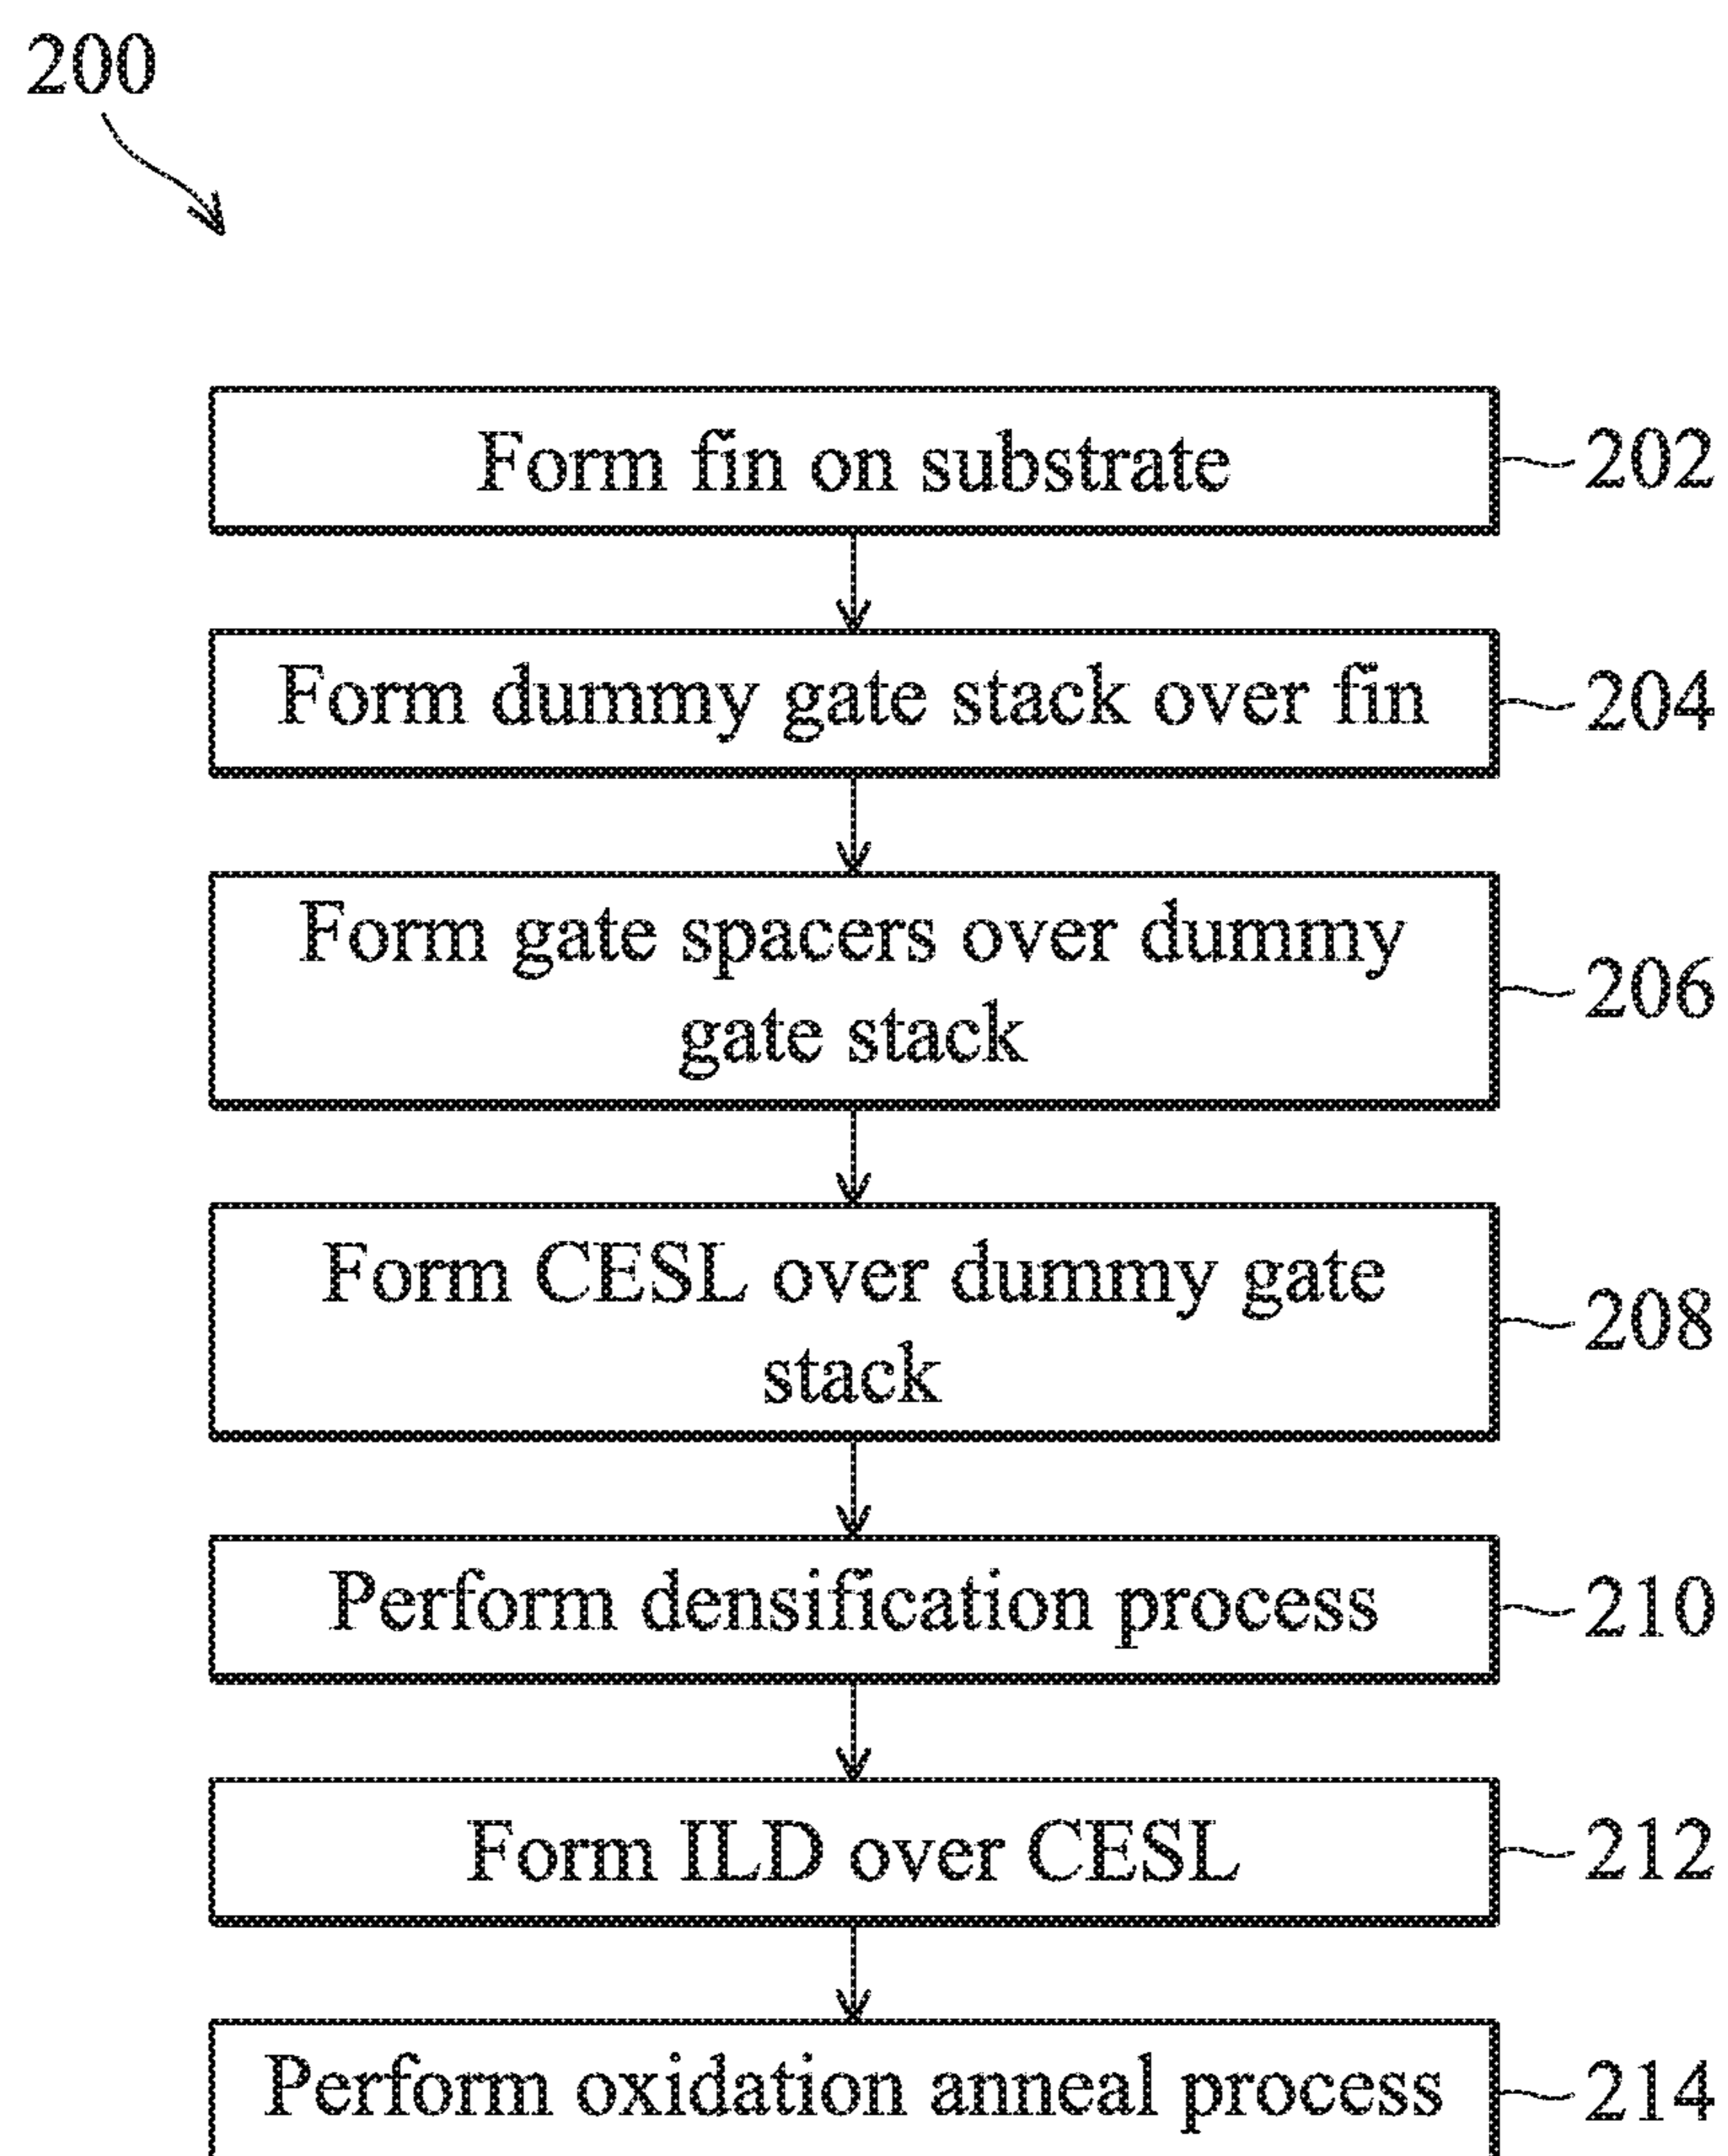 200
Form fin on substrate
202
Form dummy gate stack over fin
204
Form gate spacers over dummy
gate stack
206
Form CESL over dummy gate
stack
208
Perform densification process
210
Form ILD over CESL
212
Perform oxidation anneal process
214